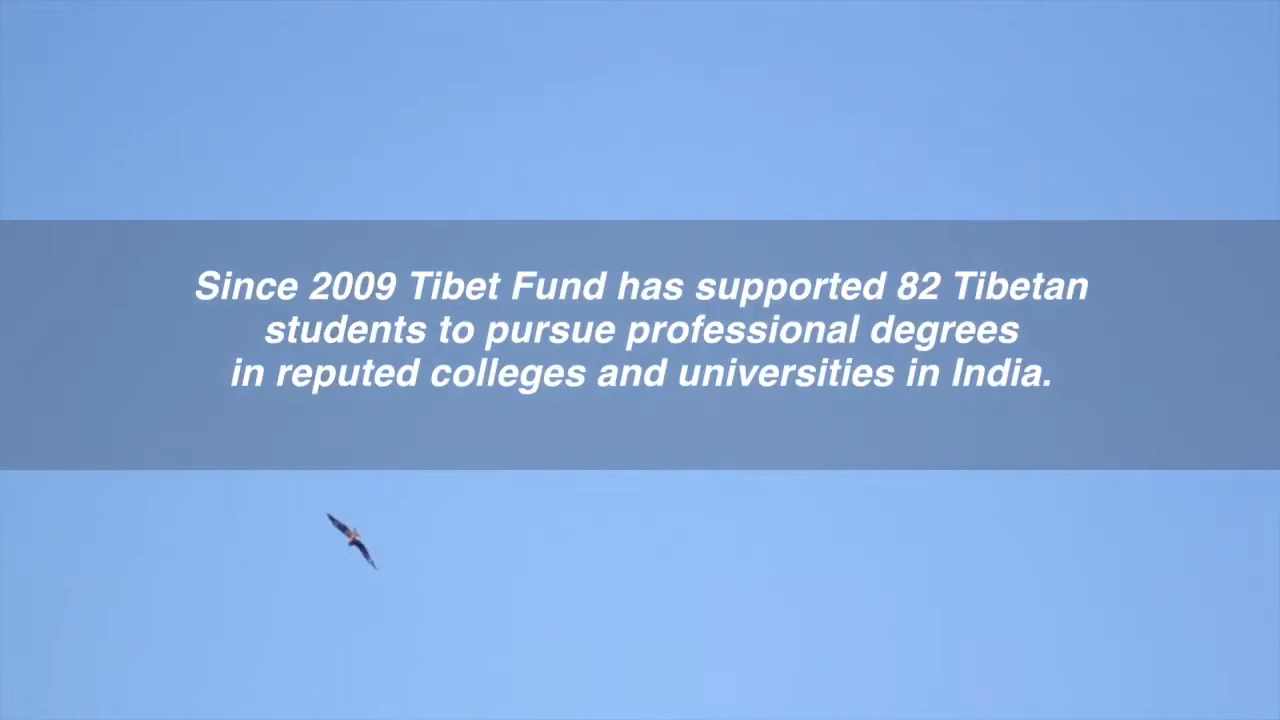 Since 2009 Tibet Fund has supported 82 Tibetan
students to pursue professional degrees
in reputed colleges and universities in India.